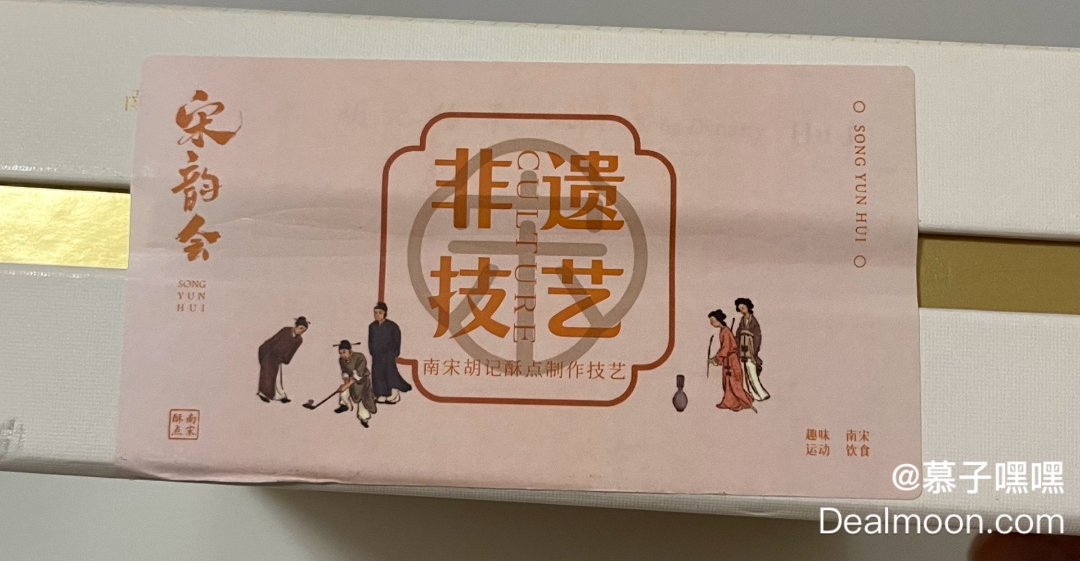 宋韵会
SONG
YUN
HUI
非遗
技艺
CULTURE
南宋胡记酥点制作技艺
SONG YUN HUI
南宋
酥点
趣味 南宋
运动 饮食
@慕子嘿嘿
Dealmoon.com